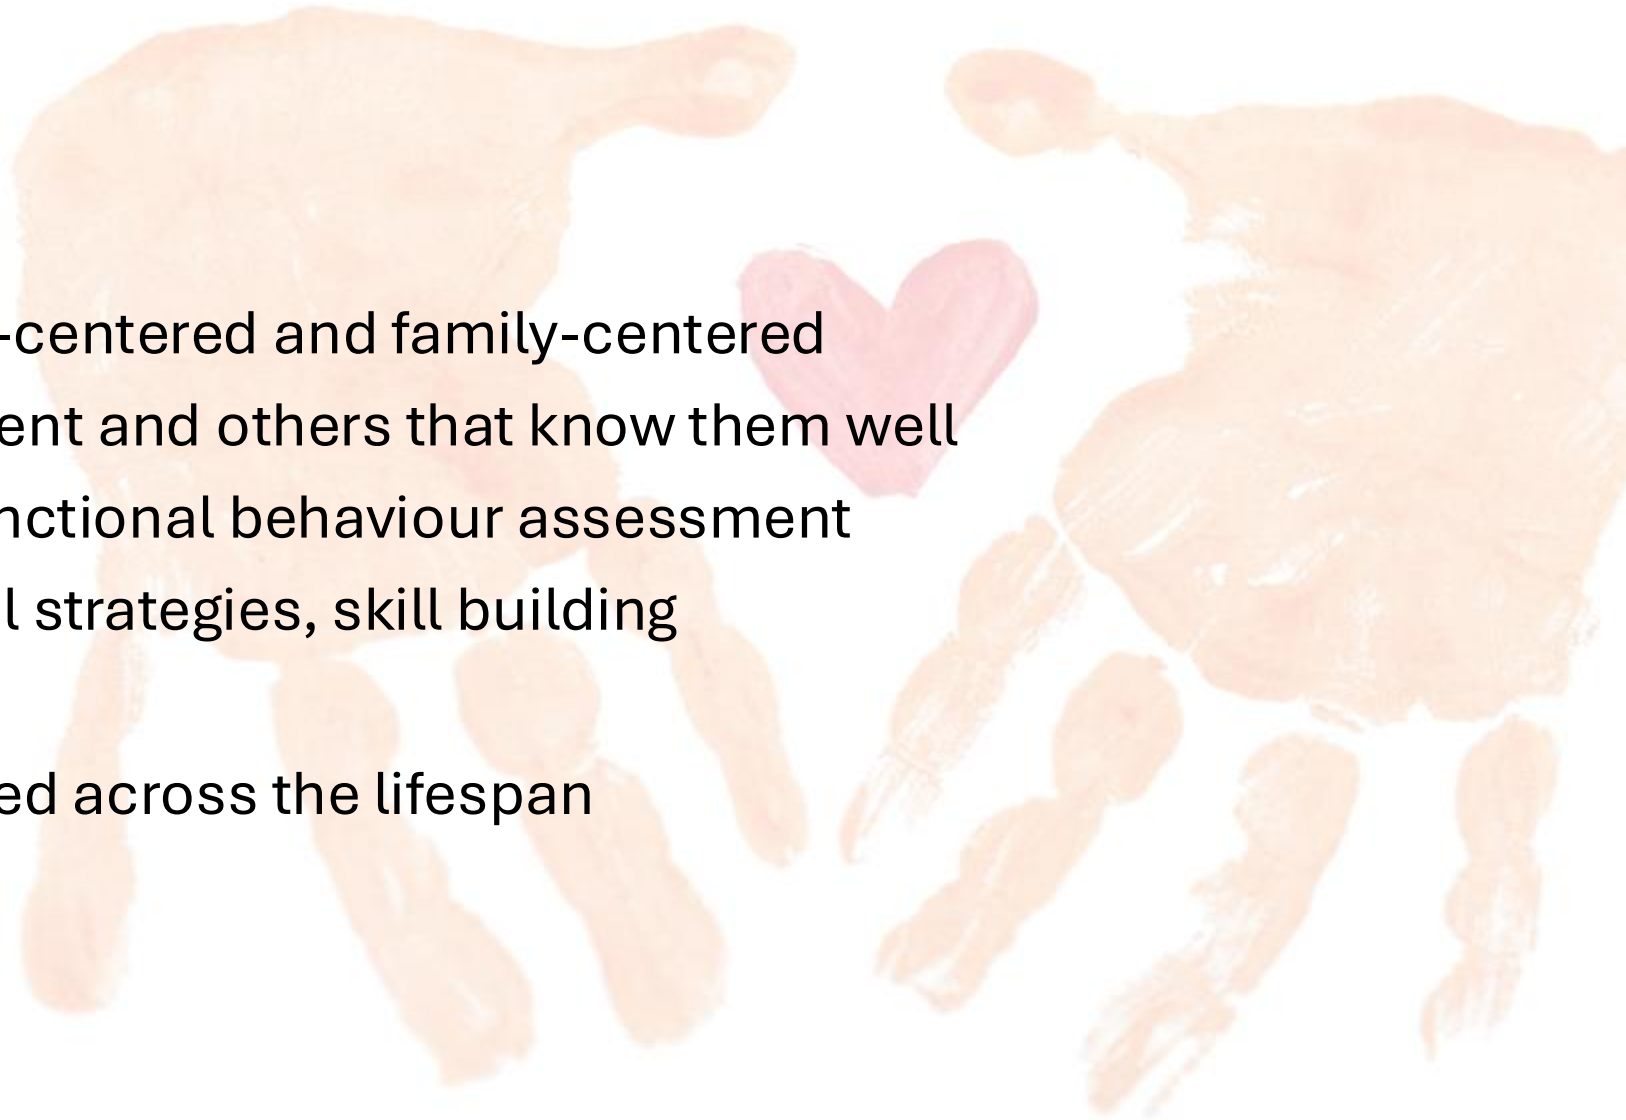 -centered and family-centered
ent and others that know them well
nctional behaviour assessment
l strategies, skill building
ed across the lifespan